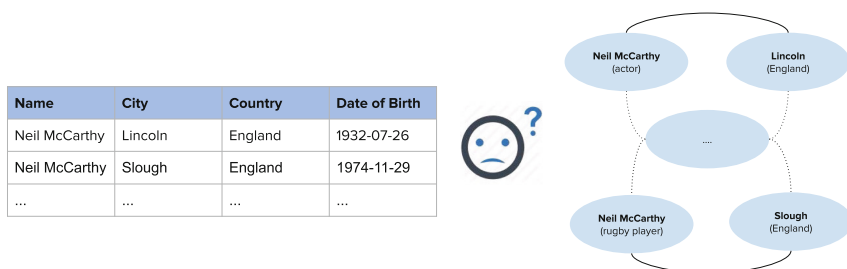 Name City Country Date of Birth
Neil McCarthy Lincoln England 1932-07-26
Neil McCarthy Slough England 1974-11-29
... ... ... ...
?
Neil McCarthy
(actor)
Lincoln
(England)
....
Neil McCarthy
(rugby player)
Slough
(England)